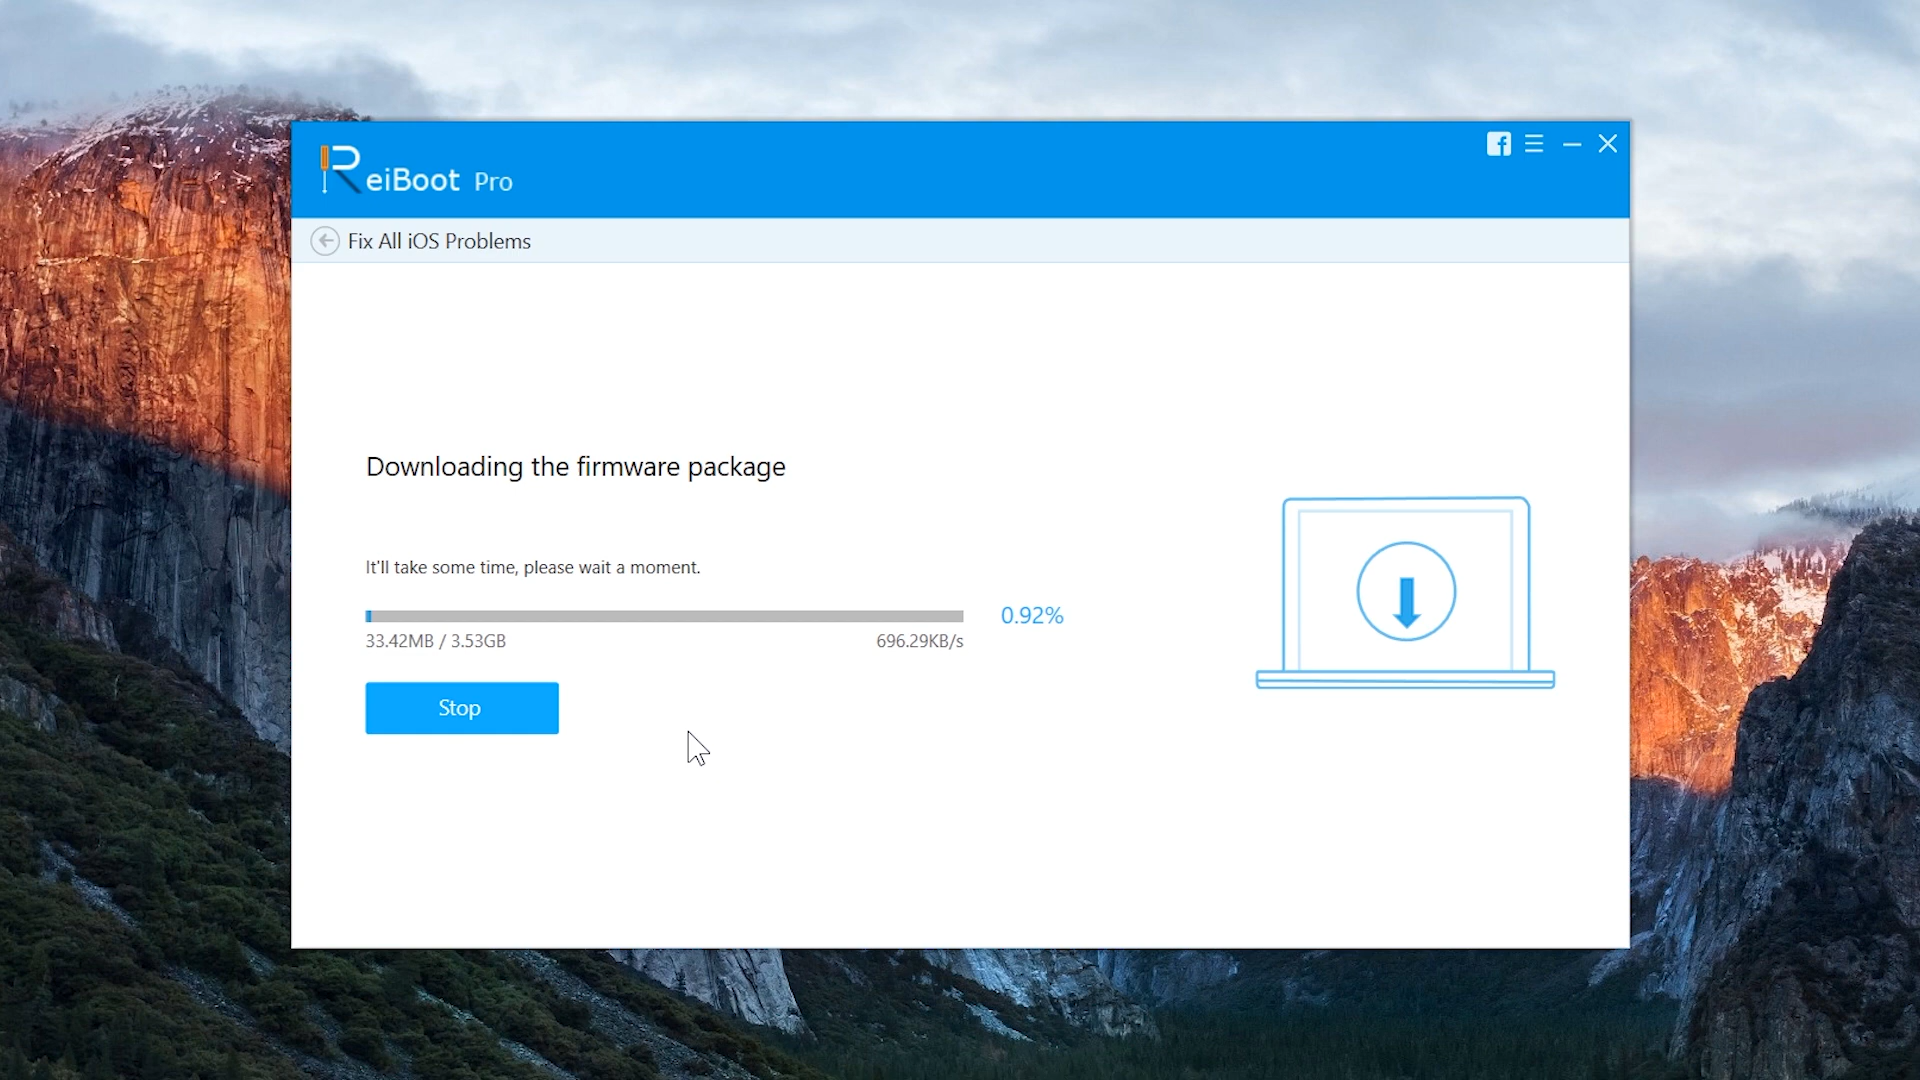 ReiBoot Pro
Fix All iOS Problems
Downloading the firmware package
It'll take some time, please wait a moment.
0.92%
33.42MB / 3.53GB 696.29KB/s
Stop